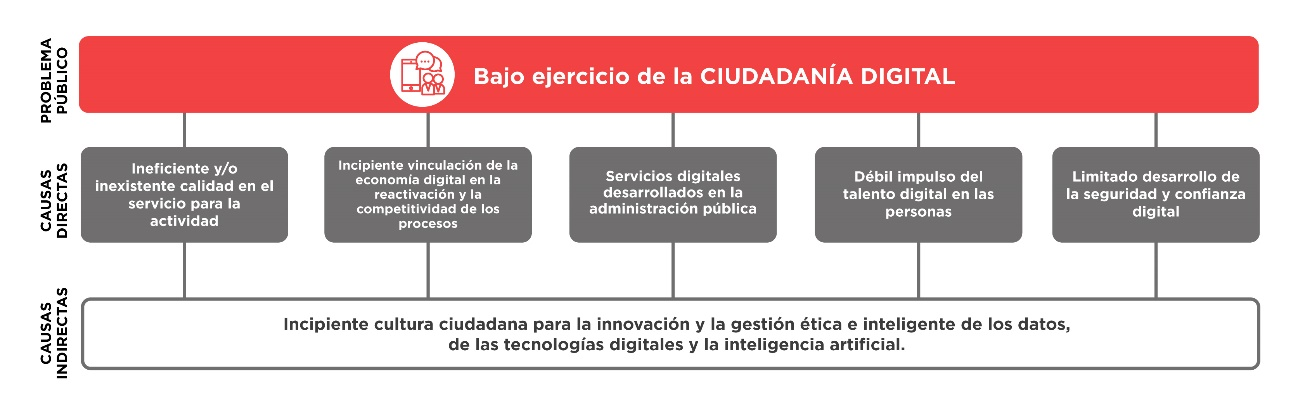 PROBLEMA
PÚBLICO
Bajo ejercicio de la CIUDADANÍA DIGITAL
CAUSAS
DIRECTAS
Ineficiente y/o
inexistente calidad en el
servicio para la
actividad
Incipiente vinculación de la
economía digital en la
reactivación y la
competitividad de los
procesos
Servicios digitales
desarrollados en la
administración pública
Débil impulso del
talento digital en las
personas
Limitado desarrollo de
la seguridad y confianza
digital
CAUSAS
INDIRECTAS
Incipiente cultura ciudadana para la innovación y la gestión ética e inteligente de los datos,
de las tecnologías digitales y la inteligencia artificial.